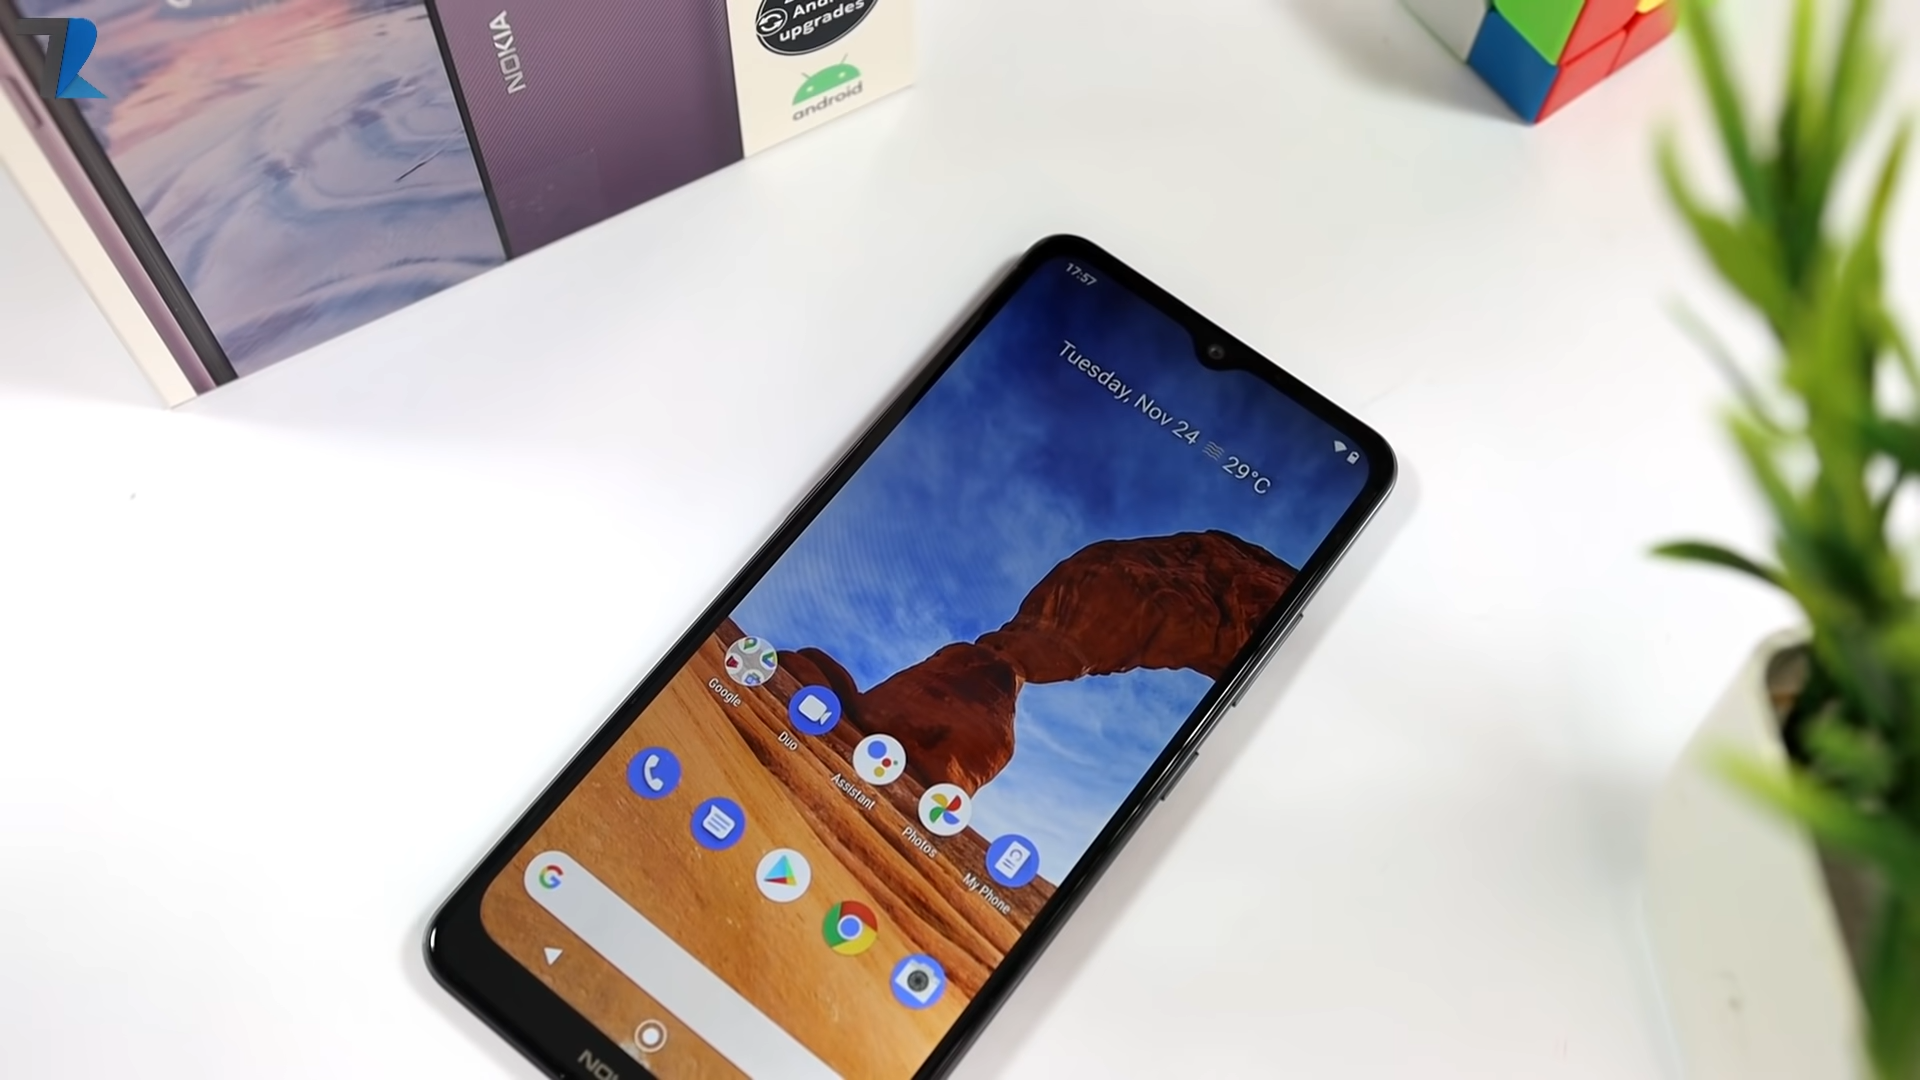 NOKIA
upgrades
android
17:57
Tuesday, Nov 24
29°C
Google
Duo
Assistant
Photos
My Phone